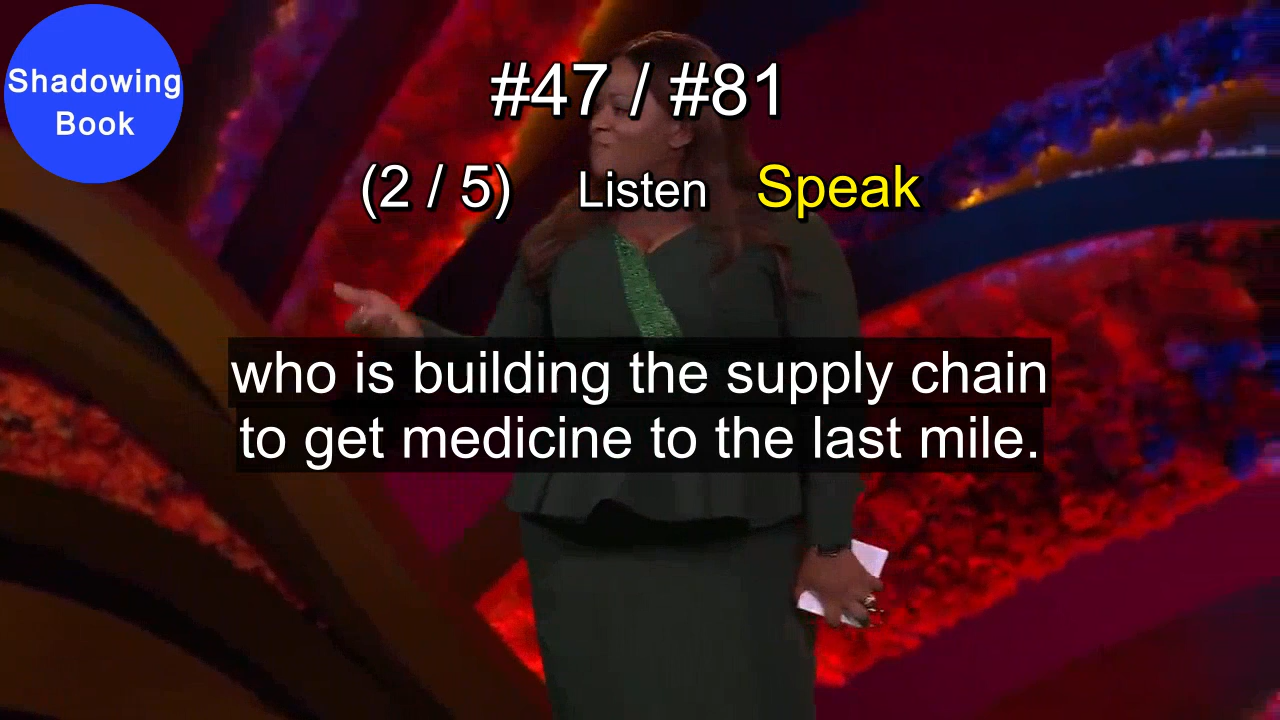 Shadowing
Book
#47 / #81
(2 / 5) Listen Speak
who is building the supply chain
to get medicine to the last mile.